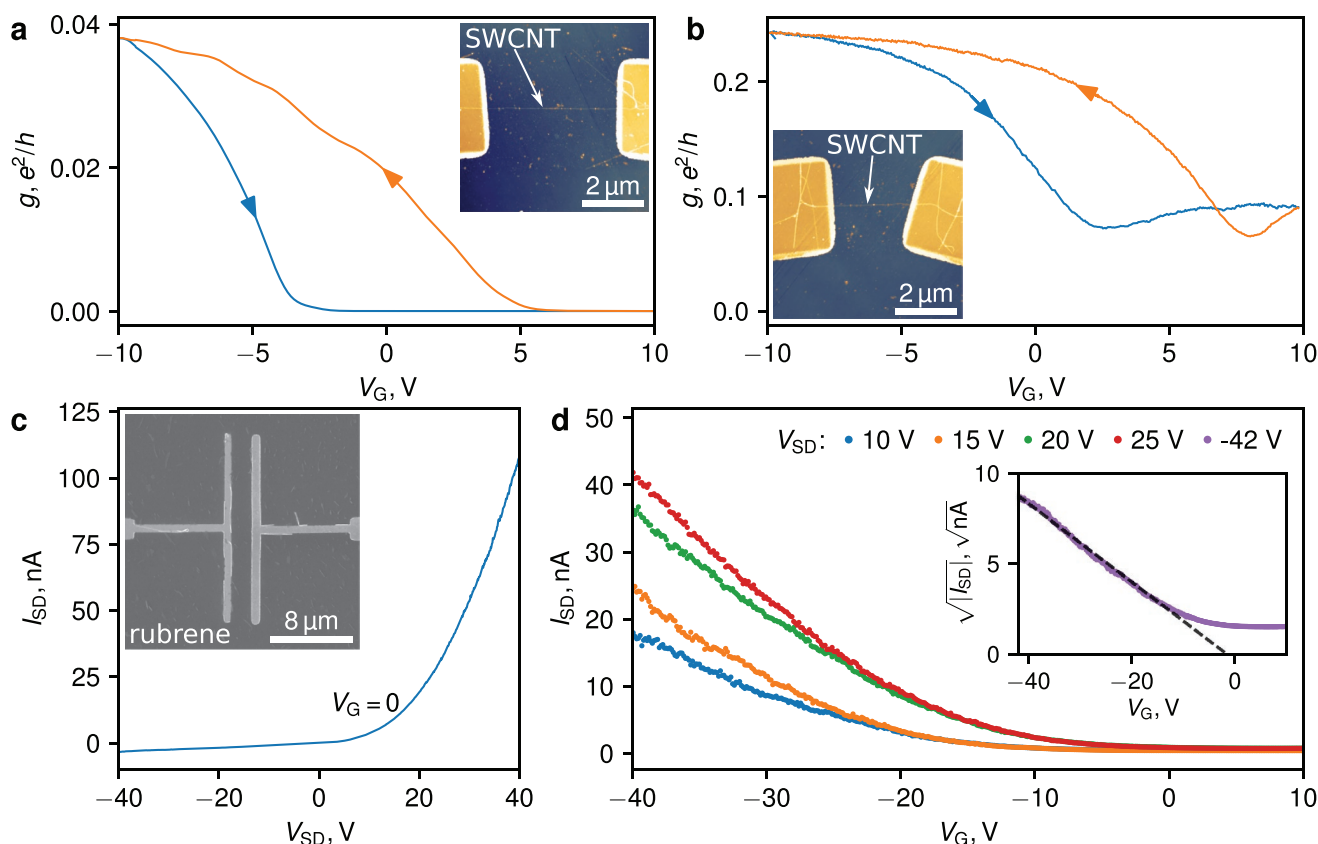 a
0.04
0.02
0.00
g, e²/h
−10
−5
0
5
10
V_G, V
SWCNT
2 μm
b
0.2
0.1
0.0
g, e²/h
−10
−5
0
5
10
V_G, V
SWCNT
2 μm
c
125
100
75
50
25
0
I_SD, nA
−40
−20
0
20
40
V_SD, V
rubrene
8 μm
V_G = 0
d
50
40
30
20
10
0
I_SD, nA
−40
−30
−20
−10
0
10
V_G, V
V_SD: 10 V 15 V 20 V 25 V -42 V
10
5
0
√|I_SD|, √nA
−40
−20
0
V_G, V